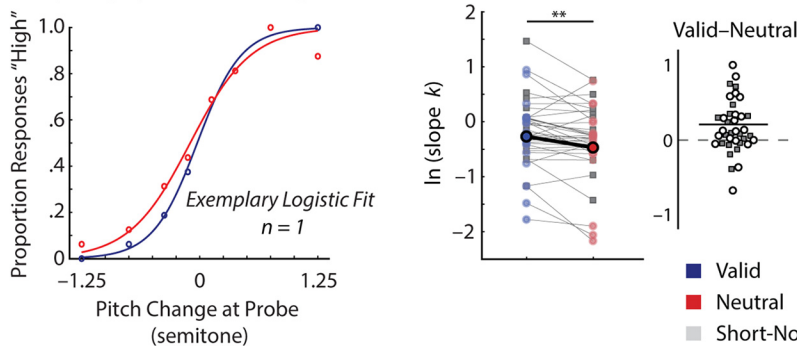 Proportion Responses "High"
1.0
.8
.6
.4
.2
0
−1.25
0
1.25
Pitch Change at Probe
(semitone)
Exemplary Logistic Fit
n = 1
ln (slope k)
2
1
0
−1
−2
**
Valid–Neutral
1
0
−1
Valid
Neutral
Short-No